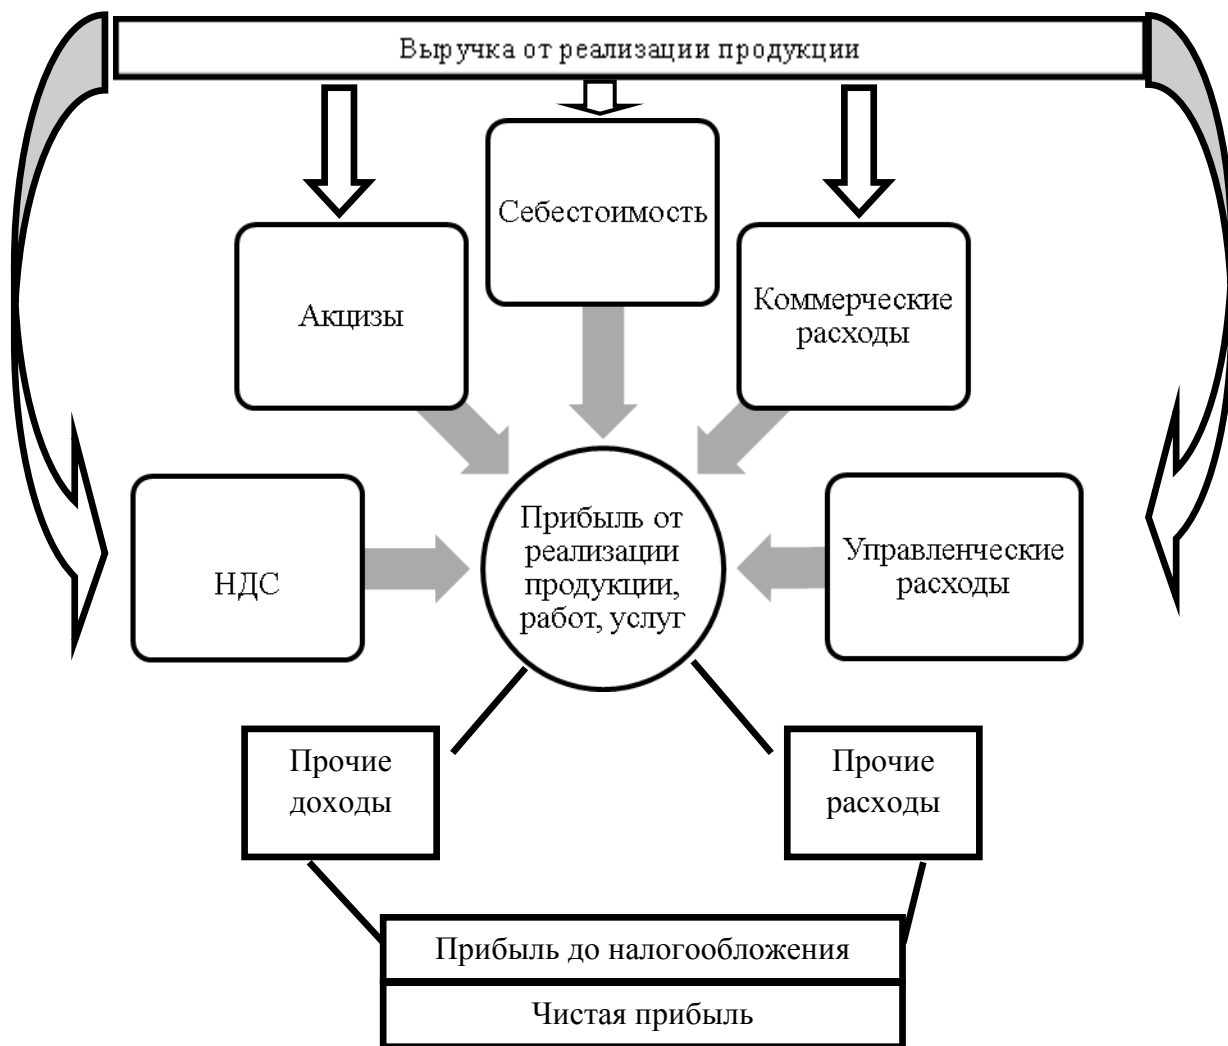 Выручка от реализации продукции
Себестоимость
Акцизы
Коммерческие
расходы
НДС
Прибыль от
реализации
продукции,
работ, услуг
Управленческие
расходы
Прочие
доходы
Прочие
расходы
Прибыль до налогообложения
Чистая прибыль